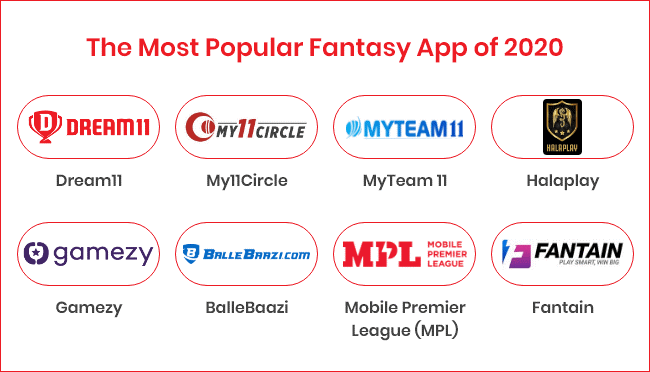 The Most Popular Fantasy App of 2020
DREAM11
MY11CIRCLE
MYTEAM11
HALAPLAY
Dream11
My11Circle
MyTeam 11
Halaplay
gamezy
BALLEBAAZI.COM
MPL MOBILE PREMIER LEAGUE
FANTAIN
PLAY SMART, WIN BIG
Gamezy
BalleBaazi
Mobile Premier
League (MPL)
Fantain